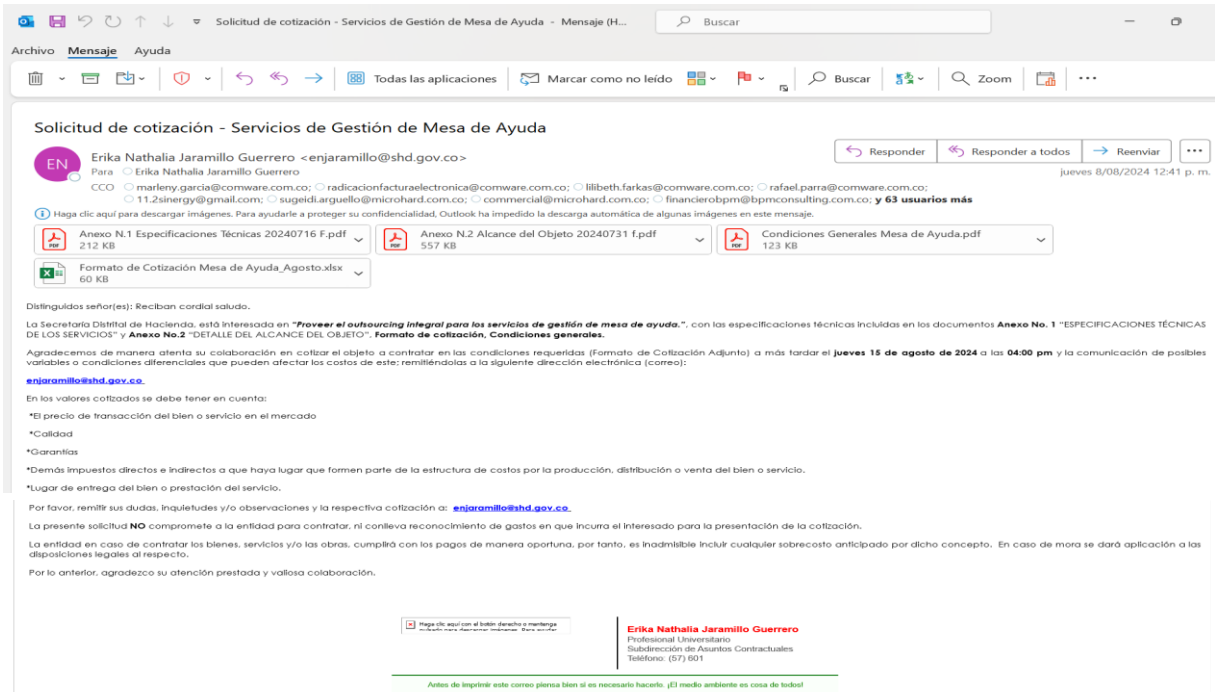 Solicitud de cotización - Servicios de Gestión de Mesa de Ayuda - Mensaje (H...
Buscar
Archivo Mensaje Ayuda
Todas las aplicaciones Marcar como no leído Buscar Zoom
Solicitud de cotización - Servicios de Gestión de Mesa de Ayuda
EN
Erika Nathalia Jaramillo Guerrero <enjaramillo@shd.gov.co>
Responder Responder a todos Reenviar
Para Erika Nathalia Jaramillo Guerrero
jueves 8/08/2024 12:41 p. m.
CCO marleny.garcia@comware.com.co; radicacionfacturaelectronica@comware.com.co; lilibeth.farkas@comware.com.co; rafael.parra@comware.com.co;
11.2sinergy@gmail.com; sugeidi.arguello@microhard.com.co; commercial@microhard.com.co; financierobpm@bpmconsulting.com.co; y 63 usuarios más
Haga clic aquí para descargar imágenes. Para ayudarle a proteger su confidencialidad, Outlook ha impedido la descarga automática de algunas imágenes en este mensaje.
Anexo N.1 Especificaciones Técnicas 20240716 F.pdf
212 KB
Anexo N.2 Alcance del Objeto 20240731 f.pdf
557 KB
Condiciones Generales Mesa de Ayuda.pdf
123 KB
Formato de Cotización Mesa de Ayuda_Agosto.xlsx
60 KB
Distinguidos señor(es): Reciban cordial saludo.
La Secretaría Distrital de Hacienda, está interesada en "Proveer el outsourcing integral para los servicios de gestión de mesa de ayuda.", con las especificaciones técnicas incluidas en los documentos Anexo No. 1 "ESPECIFICACIONES TÉCNICAS
DE LOS SERVICIOS" y Anexo No.2 "DETALLE DEL ALCANCE DEL OBJETO", Formato de cotización, Condiciones generales.
Agradecemos de manera atenta su colaboración en cotizar el objeto a contratar en las condiciones requeridas (Formato de Cotización Adjunto) a más tardar el jueves 15 de agosto de 2024 a las 04:00 pm y la comunicación de posibles
variables o condiciones diferenciales que pueden afectar los costos de este; remitiéndolas a la siguiente dirección electrónica (correo):
enjaramillo@shd.gov.co
En los valores cotizados se debe tener en cuenta:
*El precio de transacción del bien o servicio en el mercado
*Calidad
*Garantías
*Demás impuestos directos e indirectos a que haya lugar que formen parte de la estructura de costos por la producción, distribución o venta del bien o servicio.
*Lugar de entrega del bien o prestación del servicio.
Por favor, remitir sus dudas, inquietudes y/o observaciones y la respectiva cotización a: enjaramillo@shd.gov.co
La presente solicitud NO compromete a la entidad para contratar, ni conlleva reconocimiento de gastos en que incurra el interesado para la presentación de la cotización.
La entidad en caso de contratar los bienes, servicios y/o las obras, cumplirá con los pagos de manera oportuna, por tanto, es inadmisible incluir cualquier sobrecosto anticipado por dicho concepto. En caso de mora se dará aplicación a las
disposiciones legales al respecto.
Por lo anterior, agradezco su atención prestada y valiosa colaboración.
Haga clic aquí con el botón derecho o mantenga
Erika Nathalia Jaramillo Guerrero
Profesional Universitario
Subdirección de Asuntos Contractuales
Teléfono: (57) 601
Antes de imprimir este correo piensa bien si es necesario hacerlo. ¡El medio ambiente es cosa de todos!